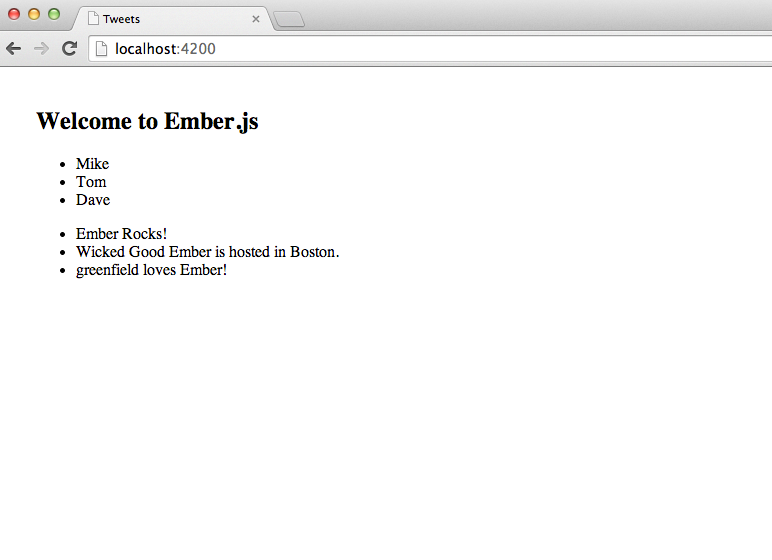 Tweets
localhost:4200
Welcome to Ember.js
Mike
Tom
Dave
Ember Rocks!
Wicked Good Ember is hosted in Boston.
greenfield loves Ember!